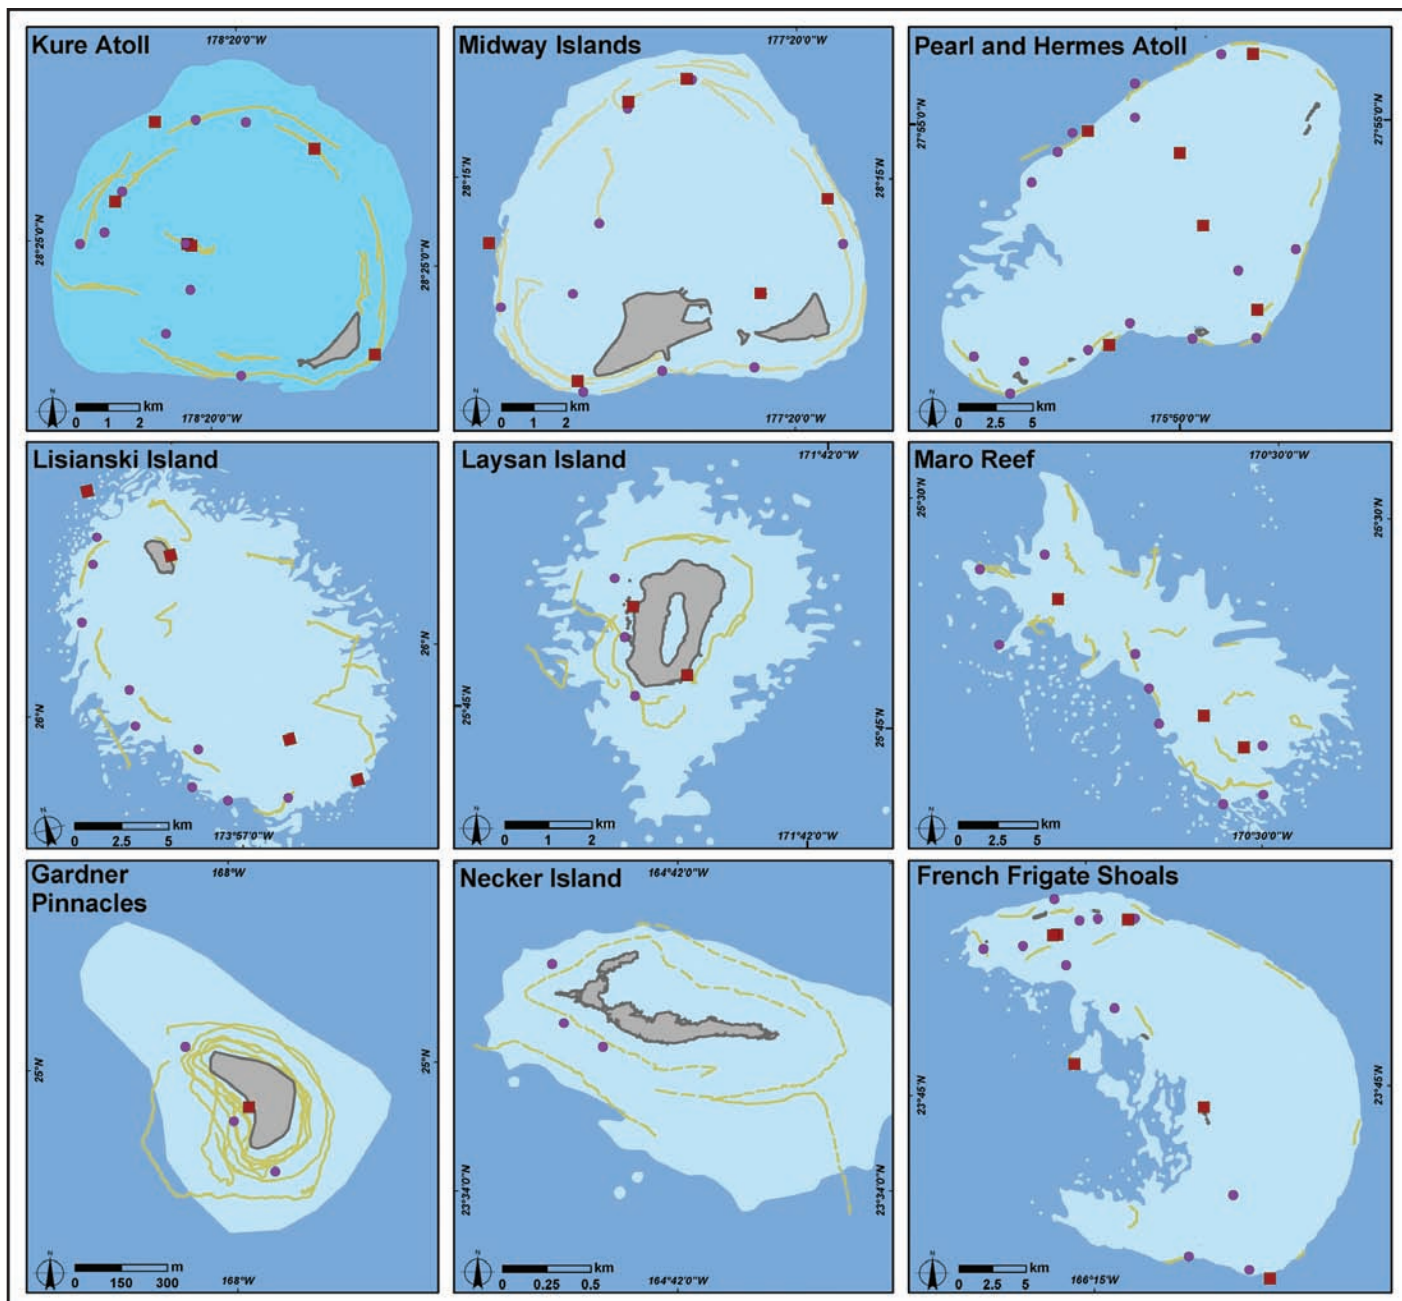 Kure Atoll
178°20'0"W
28°25'0"N
28°25'0"N
N
km
0 1 2
178°20'0"W
Midway Islands
177°20'0"W
28°15'N
28°15'N
N
km
0 1 2
177°20'0"W
Pearl and Hermes Atoll
27°55'0"N
27°55'0"N
N
km
0 2.5 5
175°50'0"W
Lisianski Island
26°N
26°N
N
km
0 2.5 5
173°57'0"W
Laysan Island
171°42'0"W
25°45'N
25°45'N
N
km
0 1 2
171°42'0"W
Maro Reef
170°30'0"W
25°30'N
25°30'N
N
km
0 2.5 5
170°30'0"W
Gardner
Pinnacles
168°W
25°N
25°N
N
m
0 150 300
168°W
Necker Island
164°42'0"W
23°34'0"N
23°34'0"N
N
km
0 0.25 0.5
164°42'0"W
French Frigate Shoals
23°45'N
23°45'N
N
km
0 2.5 5
166°15'W